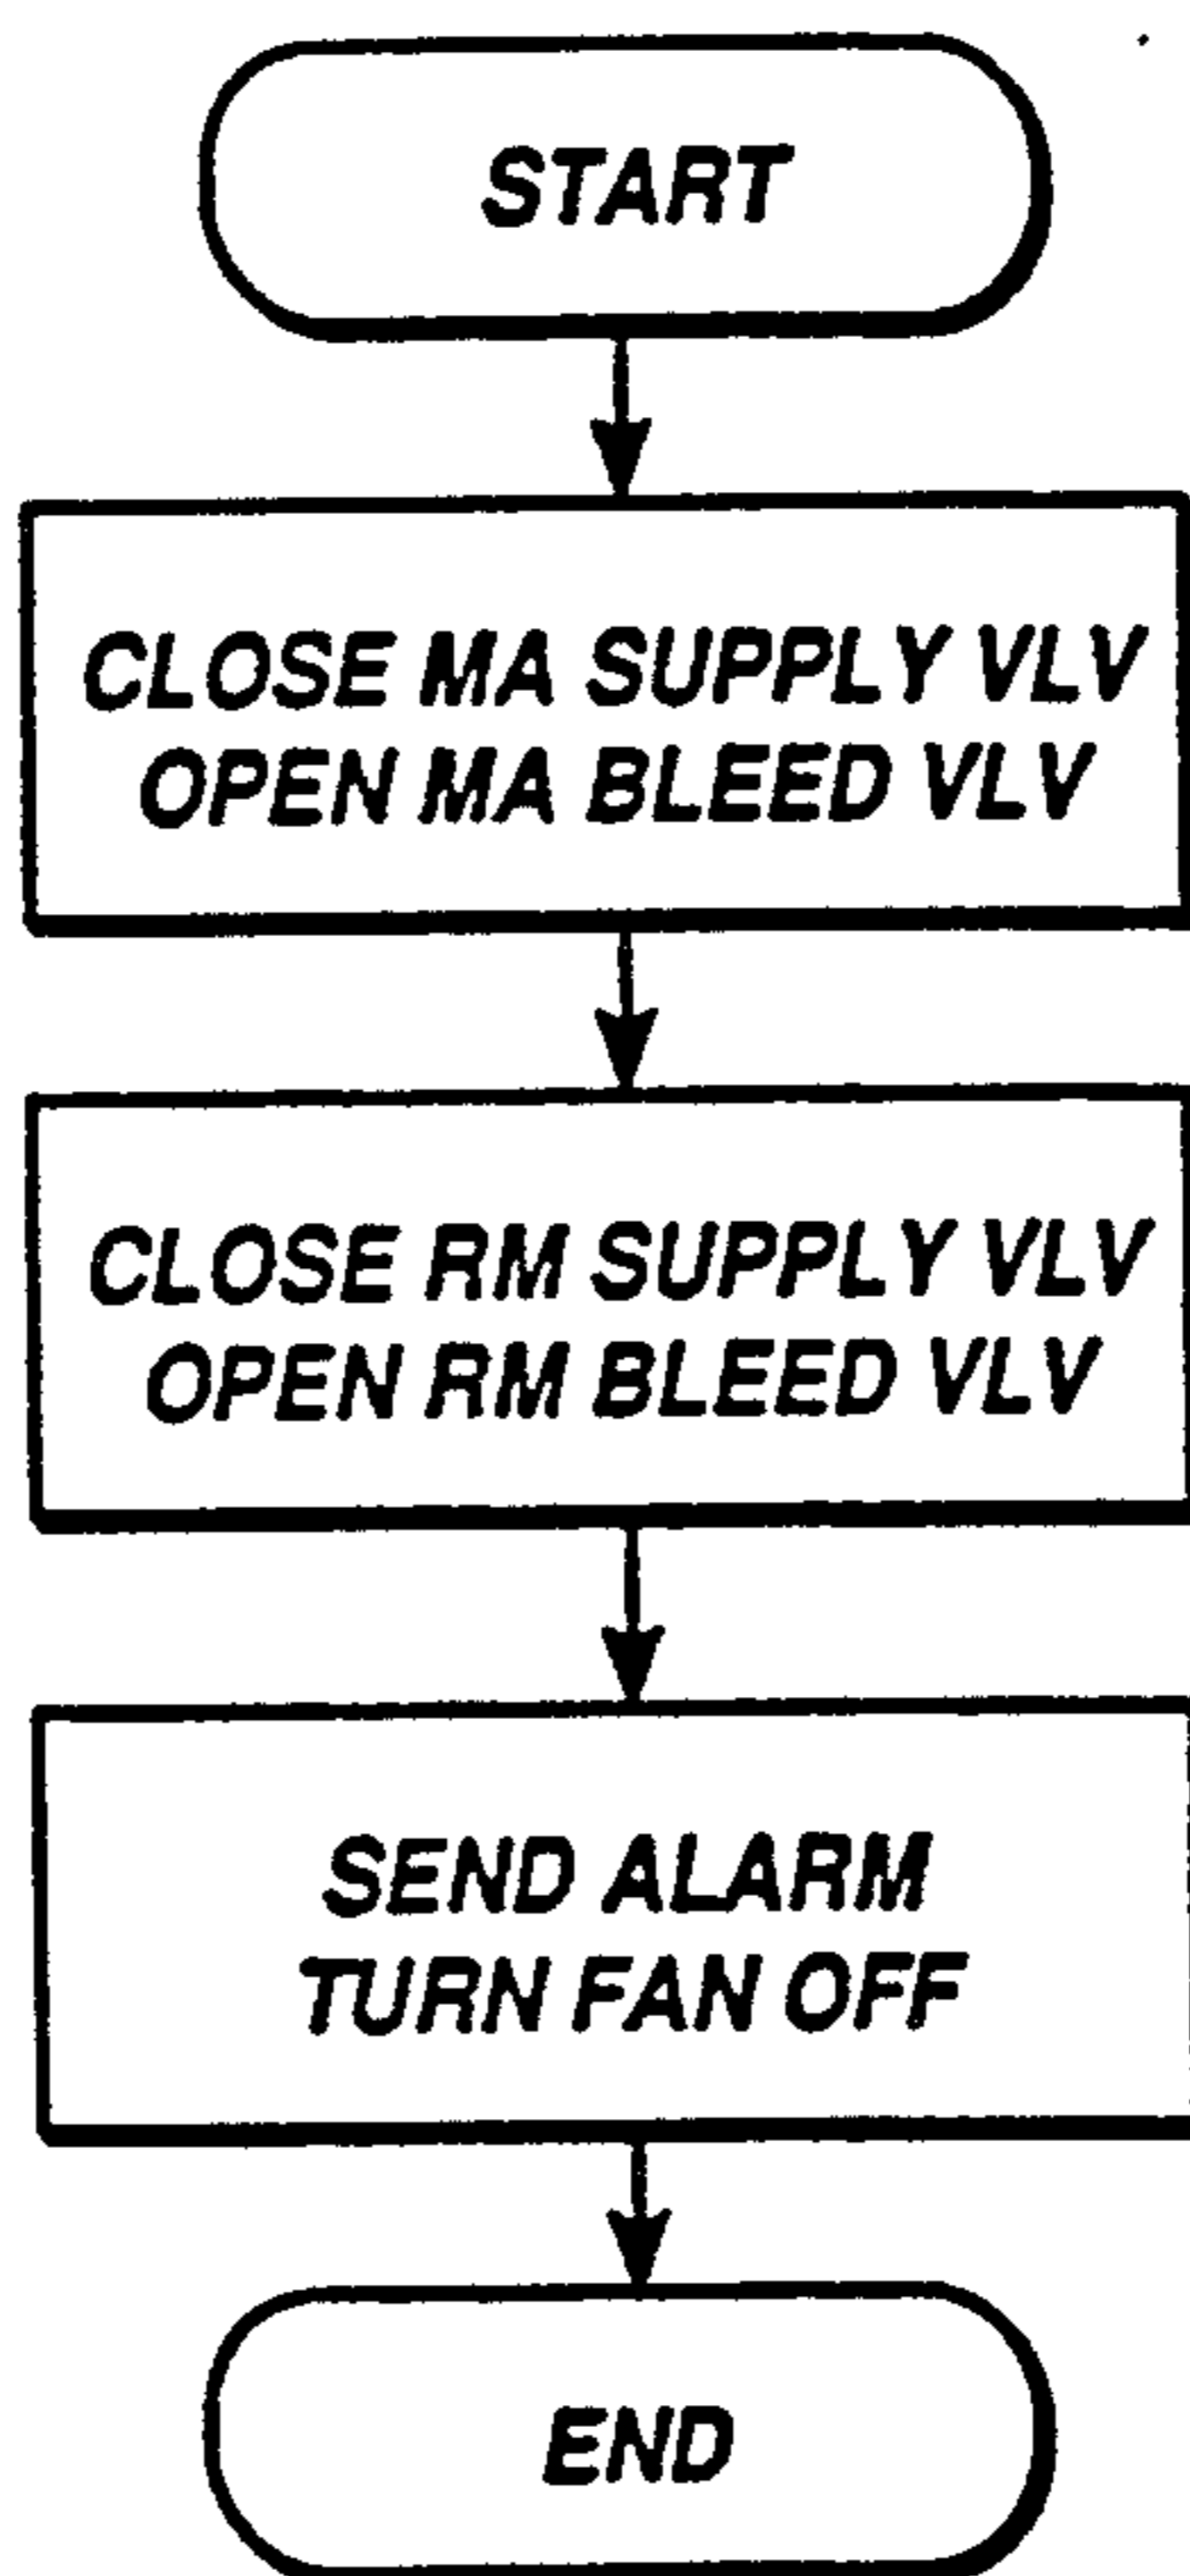 START
CLOSE MA SUPPLY VLV
OPEN MA BLEED VLV
CLOSE RM SUPPLY VLV
OPEN RM BLEED VLV
SEND ALARM
TURN FAN OFF
END